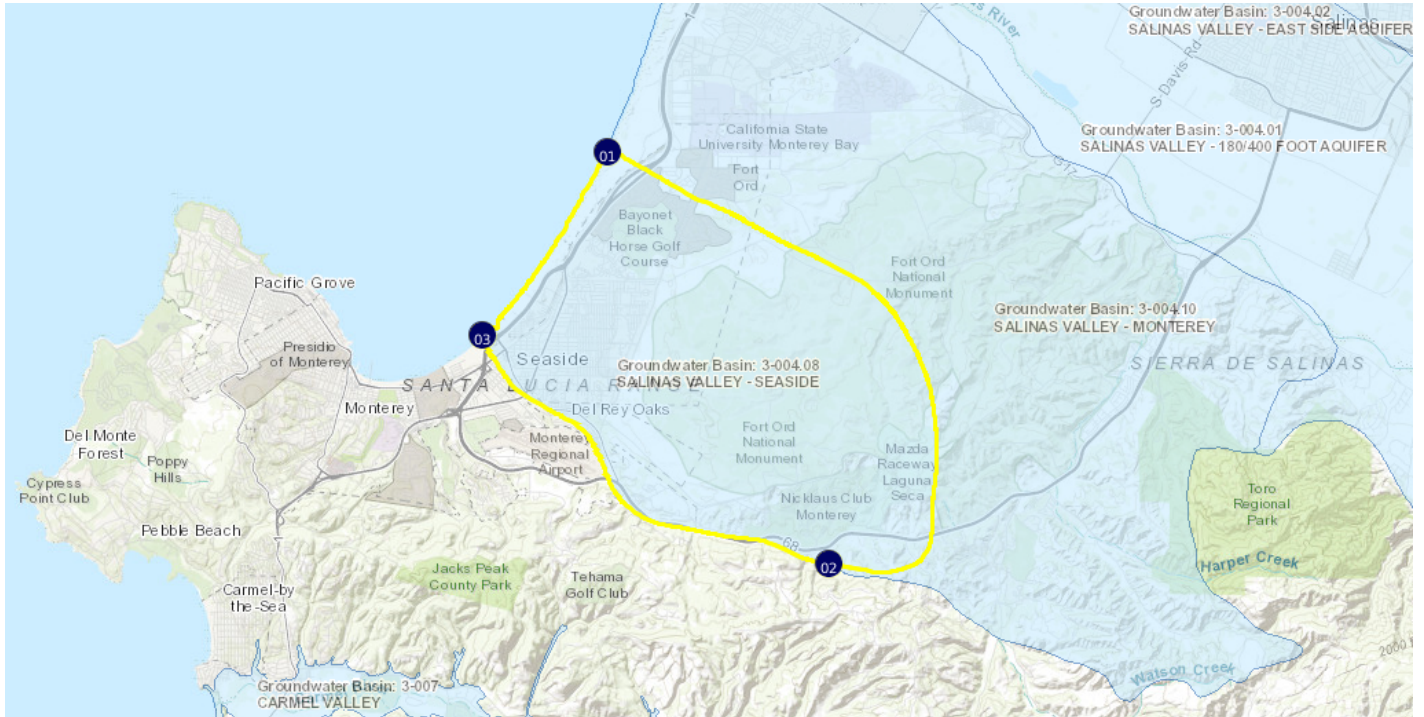 Groundwater Basin: 3-004.02
SALINAS VALLEY - EAST SIDE AQUIFER
Salinas
River
1
S Davis Rd
California State
University Monterey Bay
Groundwater Basin: 3-004.01
SALINAS VALLEY - 180/400 FOOT AQUIFER
01
Fort
Ord
G17
Bayonet
Black
Horse Golf
Course
Fort Ord
National
Monument
Pacific Grove
Groundwater Basin: 3-004.10
SALINAS VALLEY - MONTEREY
03
Presidio
of Monterey
Seaside
Groundwater Basin: 3-004.08
SALINAS VALLEY - SEASIDE
SIERRA DE SALINAS
SANTA LUCIA RANGE
Monterey
Del Rey Oaks
Del Monte
Forest
Poppy
Hills
Monterey
Regional
Airport
Fort Ord
National
Monument
Mazda
Raceway
Laguna
Seca
Cypress
Point Club
Nicklaus Club
Monterey
Toro
Regional
Park
Pebble Beach
1
68
02
Harper Creek
Jacks Peak
County Park
Tehama
Golf Club
Carmel-by
the-Sea
2000
Watson Creek
Groundwater Basin: 3-007
CARMEL VALLEY